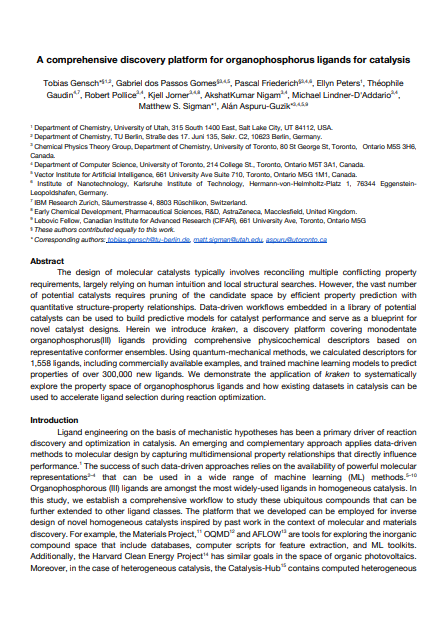 A comprehensive discovery platform for organophosphorus ligands for catalysis
Tobias Gensch*§1,2, Gabriel dos Passos Gomes§3,4,5, Pascal Friederich§3,4,6, Ellyn Peters1, Théophile
Gaudin4,7, Robert Pollice3,4, Kjell Jorner3,4,8, AkshatKumar Nigam3,4, Michael Lindner-D'Addario3,4,
Matthew S. Sigman*1, Alán Aspuru-Guzik*3,4,5,9
1 Department of Chemistry, University of Utah, 315 South 1400 East, Salt Lake City, UT 84112, USA.
2 Department of Chemistry, TU Berlin, Straße des 17. Juni 135, Sekr. C2, 10623 Berlin, Germany.
3 Chemical Physics Theory Group, Department of Chemistry, University of Toronto, 80 St George St, Toronto, Ontario M5S 3H6,
Canada.
4 Department of Computer Science, University of Toronto, 214 College St., Toronto, Ontario M5T 3A1, Canada.
5 Vector Institute for Artificial Intelligence, 661 University Ave Suite 710, Toronto, Ontario M5G 1M1, Canada.
6 Institute of Nanotechnology, Karlsruhe Institute of Technology, Hermann-von-Helmholtz-Platz 1, 76344 Eggenstein-
Leopoldshafen, Germany.
7 IBM Research Zurich, Säumerstrasse 4, 8803 Rüschlikon, Switzerland.
8 Early Chemical Development, Pharmaceutical Sciences, R&D, AstraZeneca, Macclesfield, United Kingdom.
9 Lebovic Fellow, Canadian Institute for Advanced Research (CIFAR), 661 University Ave, Toronto, Ontario M5G
§ These authors contributed equally to this work.
* Corresponding authors: tobias.gensch@tu-berlin.de, matt.sigman@utah.edu, aspuru@utoronto.ca
Abstract
The design of molecular catalysts typically involves reconciling multiple conflicting property
requirements, largely relying on human intuition and local structural searches. However, the vast number
of potential catalysts requires pruning of the candidate space by efficient property prediction with
quantitative structure-property relationships. Data-driven workflows embedded in a library of potential
catalysts can be used to build predictive models for catalyst performance and serve as a blueprint for
novel catalyst designs. Herein we introduce kraken, a discovery platform covering monodentate
organophosphorus(III) ligands providing comprehensive physicochemical descriptors based on
representative conformer ensembles. Using quantum-mechanical methods, we calculated descriptors for
1,558 ligands, including commercially available examples, and trained machine learning models to predict
properties of over 300,000 new ligands. We demonstrate the application of kraken to systematically
explore the property space of organophosphorus ligands and how existing datasets in catalysis can be
used to accelerate ligand selection during reaction optimization.
Introduction
Ligand engineering on the basis of mechanistic hypotheses has been a primary driver of reaction
discovery and optimization in catalysis. An emerging and complementary approach applies data-driven
methods to molecular design by capturing multidimensional property relationships that directly influence
performance.1 The success of such data-driven approaches relies on the availability of powerful molecular
representations2–4 that can be used in a wide range of machine learning (ML) methods.5–10
Organophosphorous (III) ligands are amongst the most widely-used ligands in homogeneous catalysis. In
this study, we establish a comprehensive workflow to study these ubiquitous compounds that can be
further extended to other ligand classes. The platform that we developed can be employed for inverse
design of novel homogeneous catalysts inspired by past work in the context of molecular and materials
discovery. For example, the Materials Project,11 OQMD12 and AFLOW13 are tools for exploring the inorganic
compound space that include databases, computer scripts for feature extraction, and ML toolkits.
Additionally, the Harvard Clean Energy Project14 has similar goals in the space of organic photovoltaics.
Moreover, in the case of heterogeneous catalysis, the Catalysis-Hub15 contains computed heterogeneous